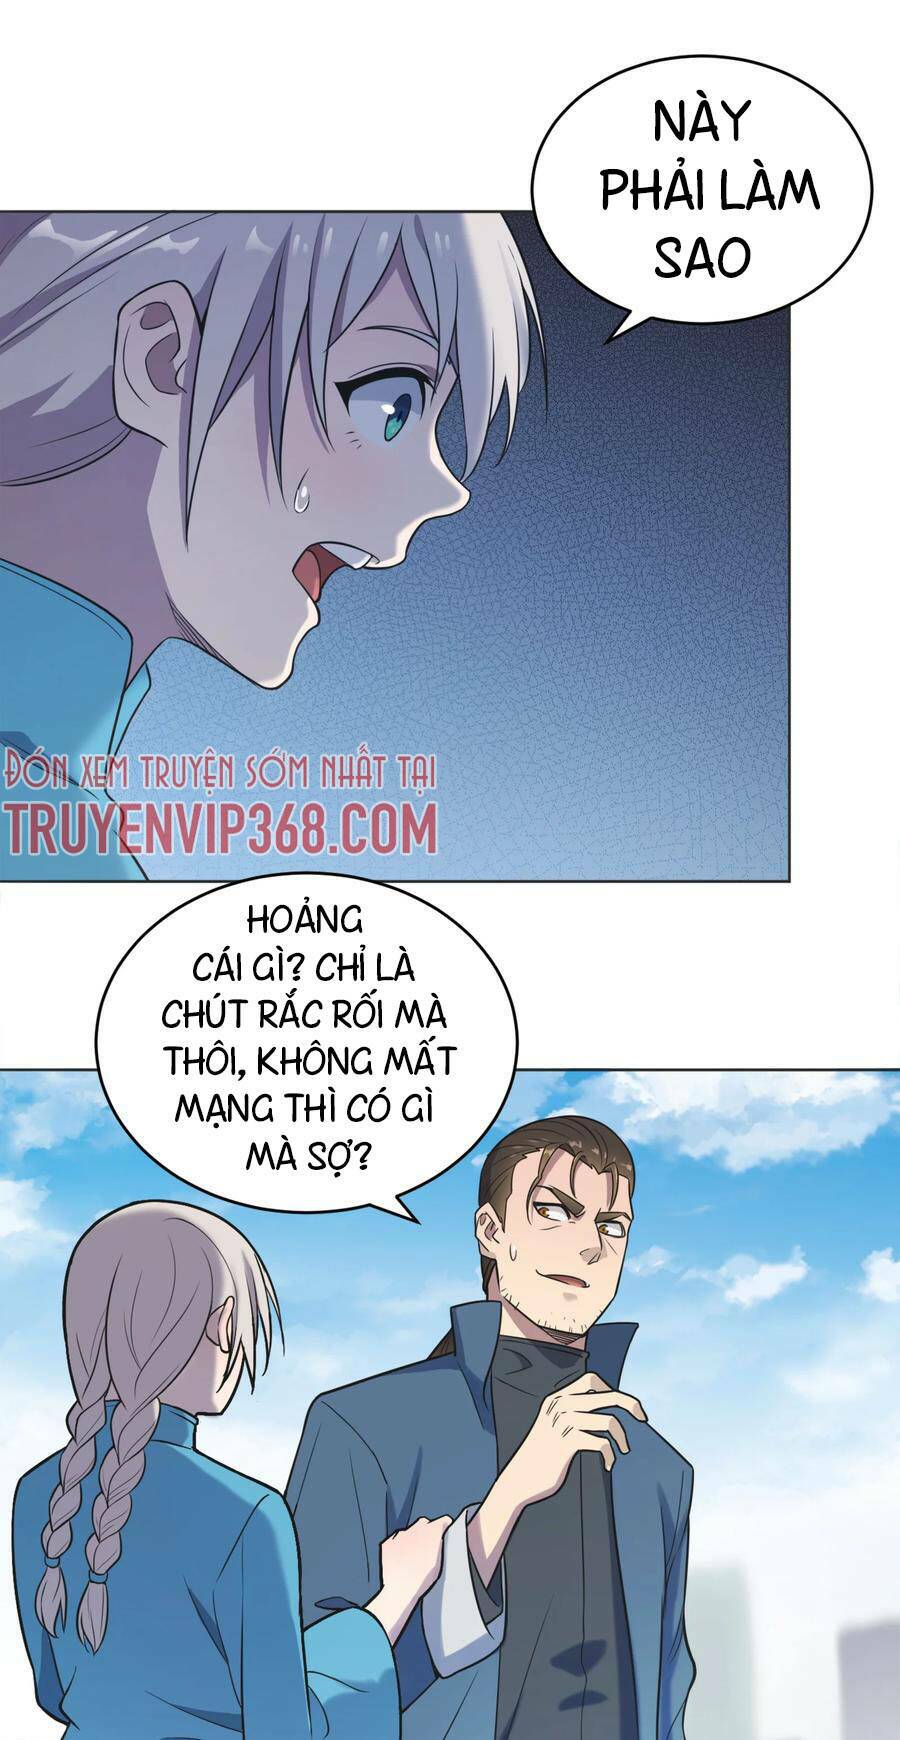 NÀY
PHẢI LÀM
SAO
ĐÓN XEM TRUYỆN SỚM NHẤT TẠI
TRUYENVIP368.COM
HOẢNG
CÁI GÌ? CHỈ LÀ
CHÚT RẮC RỐI MÀ
THÔI, KHÔNG MẤT
MẠNG THÌ CÓ GÌ
MÀ SỢ?